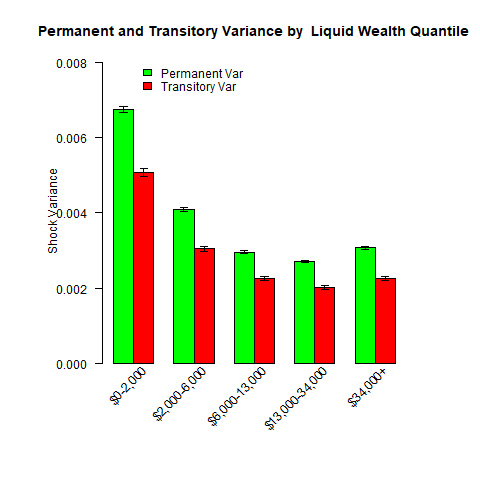 Permanent and Transitory Variance by  Liquid Wealth Quantile
Permanent Var
Transitory Var
Shock Variance
0.008
0.006
0.004
0.002
0.000
$0-2,000
$2,000-6,000
$6,000-13,000
$13,000-34,000
$34,000+